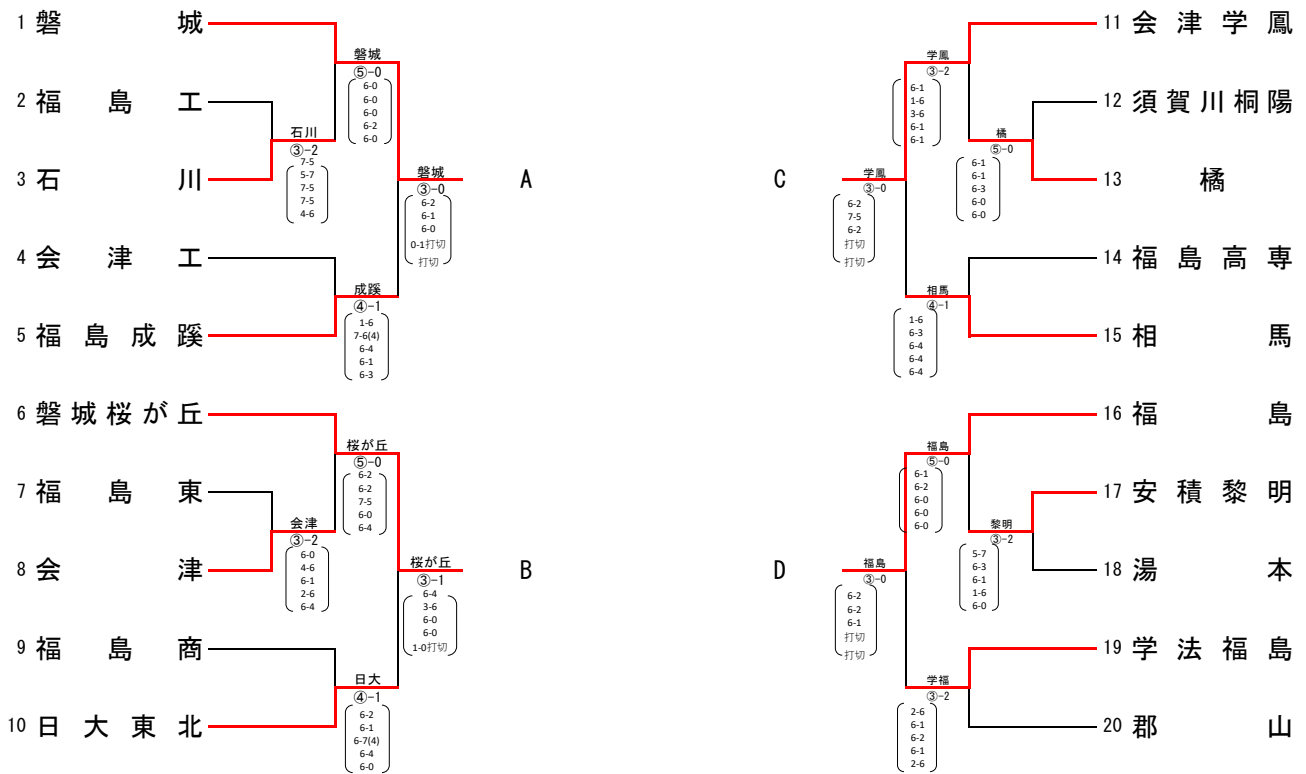 1 磐城
磐城
⑤-0
6-0
6-0
6-0
6-2
6-0
2 福島工
石川
③-2
7-5
5-7
7-5
7-5
4-6
3 石川
磐城
③-0
6-2
6-1
6-0
0-1打切
打切
A
4 会津工
成蹊
④-1
1-6
7-6(4)
6-4
6-1
6-3
5 福島成蹊
6 磐城桜が丘
桜が丘
⑤-0
6-2
6-2
7-5
6-0
6-4
7 福島東
会津
③-2
6-0
4-6
6-1
2-6
6-4
8 会津
桜が丘
③-1
6-4
3-6
6-0
6-0
1-0打切
B
9 福島商
日大
④-1
6-2
6-1
6-7(4)
6-4
6-0
10 日大東北
11 会津学鳳
学鳳
③-2
6-1
1-6
3-6
6-1
6-1
12 須賀川桐陽
橘
⑤-0
6-1
6-1
6-3
6-0
6-0
13 橘
C
学鳳
③-0
6-2
7-5
6-2
打切
打切
14 福島高専
相馬
④-1
1-6
6-3
6-4
6-4
6-4
15 相馬
16 福島
福島
⑤-0
6-1
6-2
6-0
6-0
6-0
17 安積黎明
黎明
③-2
5-7
6-3
6-1
1-6
6-0
18 湯本
D
福島
③-0
6-2
6-2
6-1
打切
打切
19 学法福島
学福
③-2
2-6
6-1
6-2
6-1
2-6
20 郡山